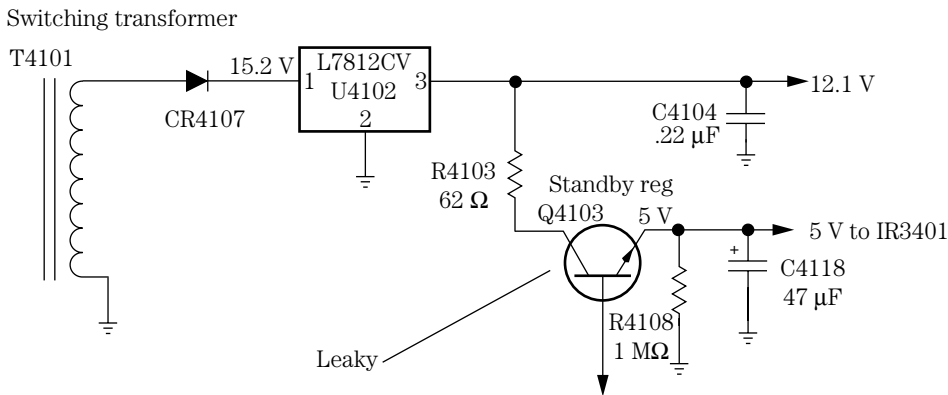 Switching transformer
T4101
15.2 V
1
L7812CV
U4102
3
2
CR4107
12.1 V
C4104
.22 µF
R4103
62 Ω
Standby reg
Q4103
5 V
5 V to IR3401
+
C4118
47 µF
R4108
1 MΩ
Leaky